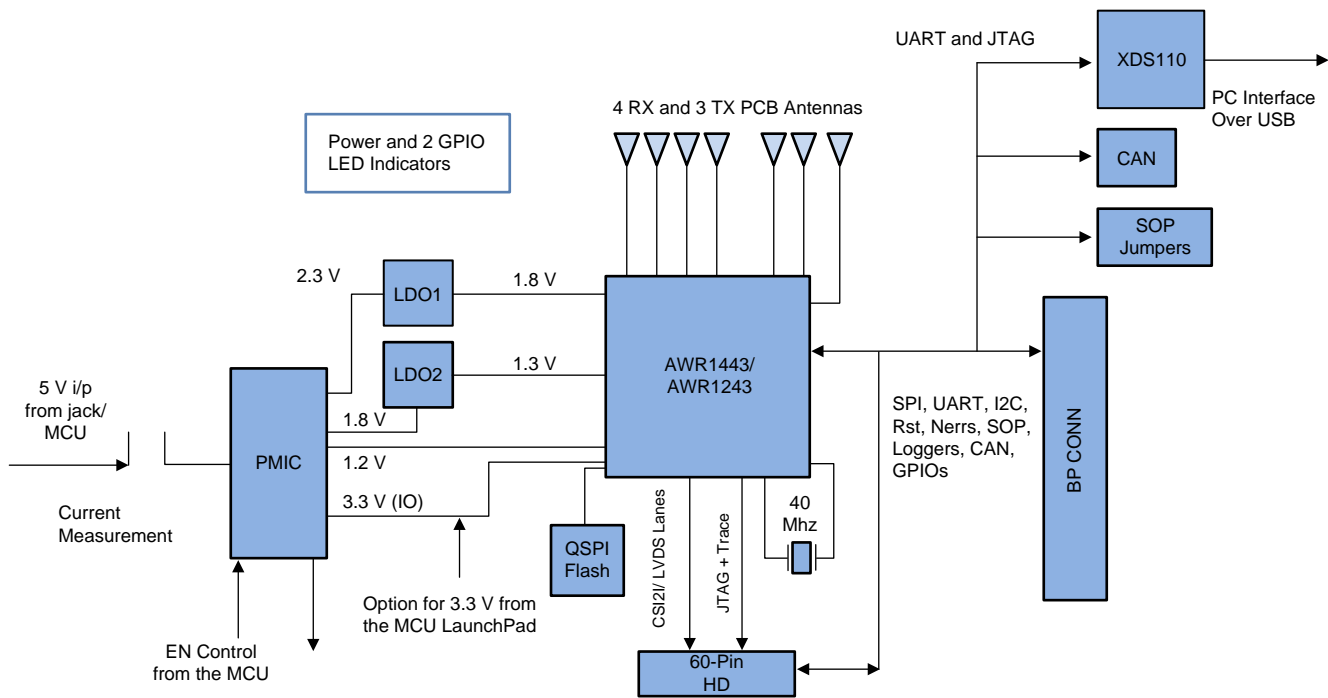 UART and JTAG
XDS110
PC Interface
Over USB
4 RX and 3 TX PCB Antennas
Power and 2 GPIO
LED Indicators
CAN
SOP
Jumpers
2.3 V
LDO1
1.8 V
LDO2
1.3 V
AWR1443/
AWR1243
5 V i/p
from jack/
MCU
1.8 V
PMIC
1.2 V
3.3 V (IO)
Current
Measurement
SPI, UART, I2C,
Rst, Nerrs, SOP,
Loggers, CAN,
GPIOs
BP CONN
QSPI
Flash
CSI2I/ LVDS Lanes
JTAG + Trace
40
Mhz
Option for 3.3 V from
the MCU LaunchPad
EN Control
from the MCU
60-Pin
HD